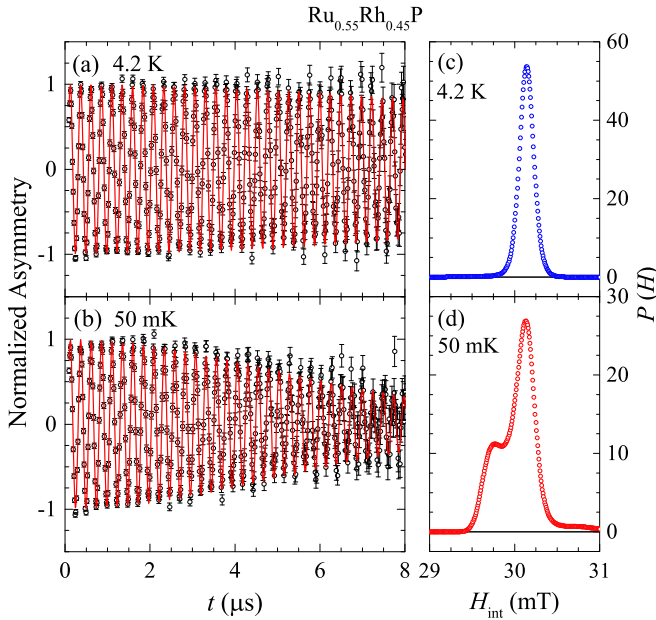 Ru0.55Rh0.45P
(a) 4.2 K
(b) 50 mK
Normalized Asymmetry
1
0
-1
1
0
-1
0 2 4 6 8
t (μs)
(c)
4.2 K
60
40
20
0
(d)
50 mK
30
20
10
0
P (H)
29 30 31
Hint (mT)